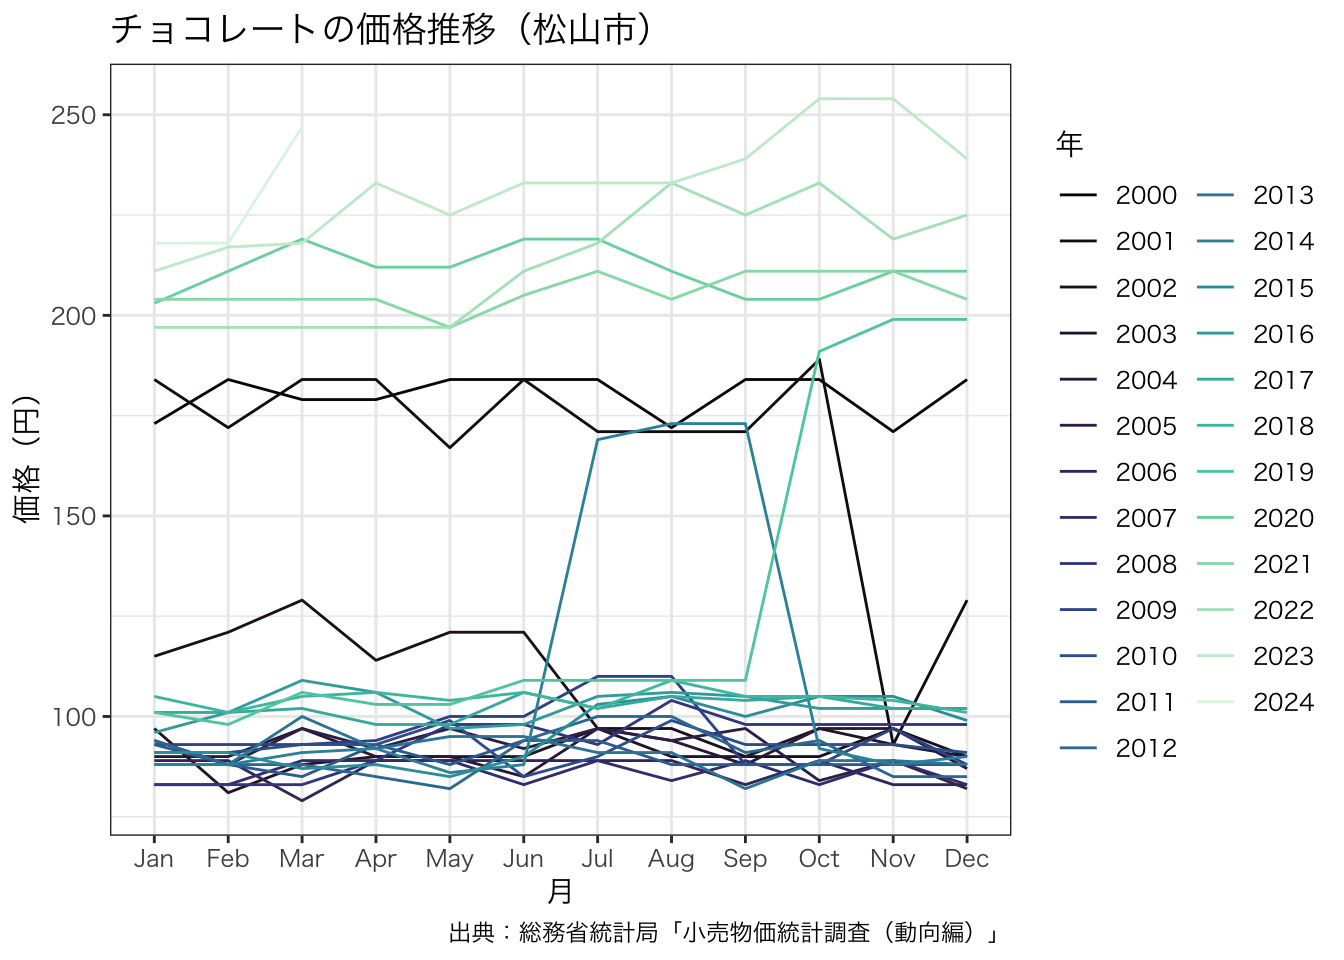 チョコレートの価格推移（松山市）
価格（円）
250
200
150
100
Jan Feb Mar Apr May Jun Jul Aug Sep Oct Nov Dec
月
年
2000 2013
2001 2014
2002 2015
2003 2016
2004 2017
2005 2018
2006 2019
2007 2020
2008 2021
2009 2022
2010 2023
2011 2024
2012
出典：総務省統計局「小売物価統計調査（動向編）」